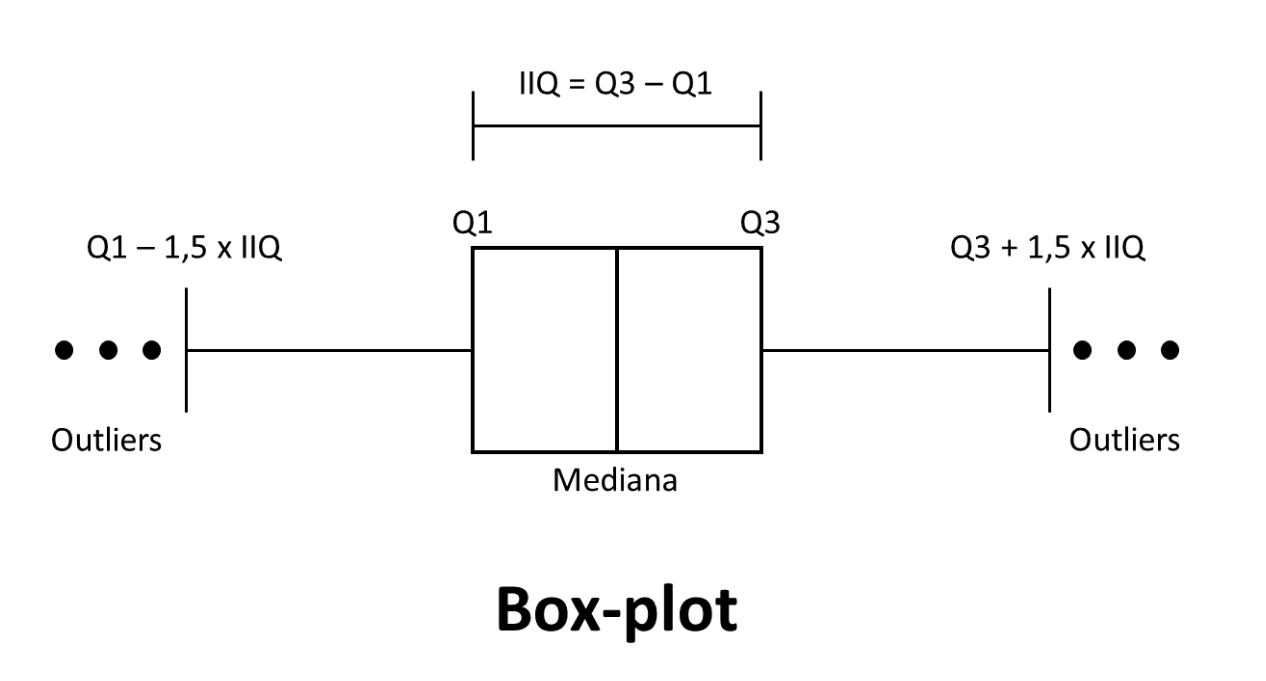 IIQ = Q3 – Q1
Q1
Q3
Q1 – 1,5 x IIQ
Q3 + 1,5 x IIQ
Outliers
Outliers
Mediana
Box-plot